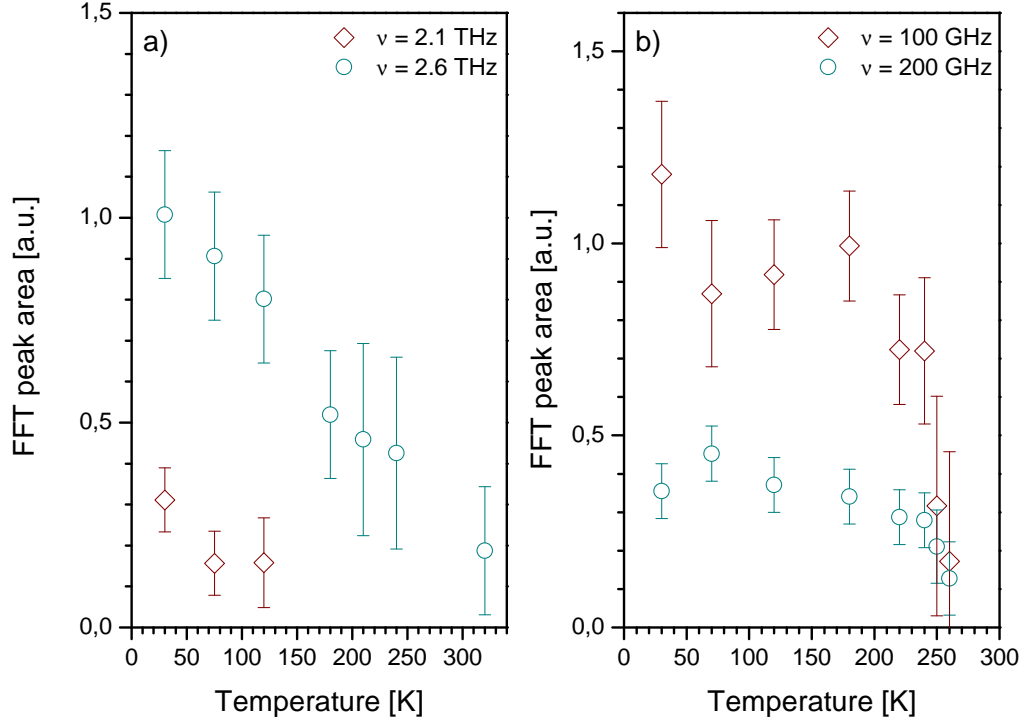 1,5
a)
ν = 2.1 THz
ν = 2.6 THz
1,0
0,5
0,0
FFT peak area [a.u.]
0 50 100 150 200 250 300
Temperature [K]
b)
ν = 100 GHz
ν = 200 GHz
1,5
1,0
0,5
0,0
FFT peak area [a.u.]
0 50 100 150 200 250 300
Temperature [K]